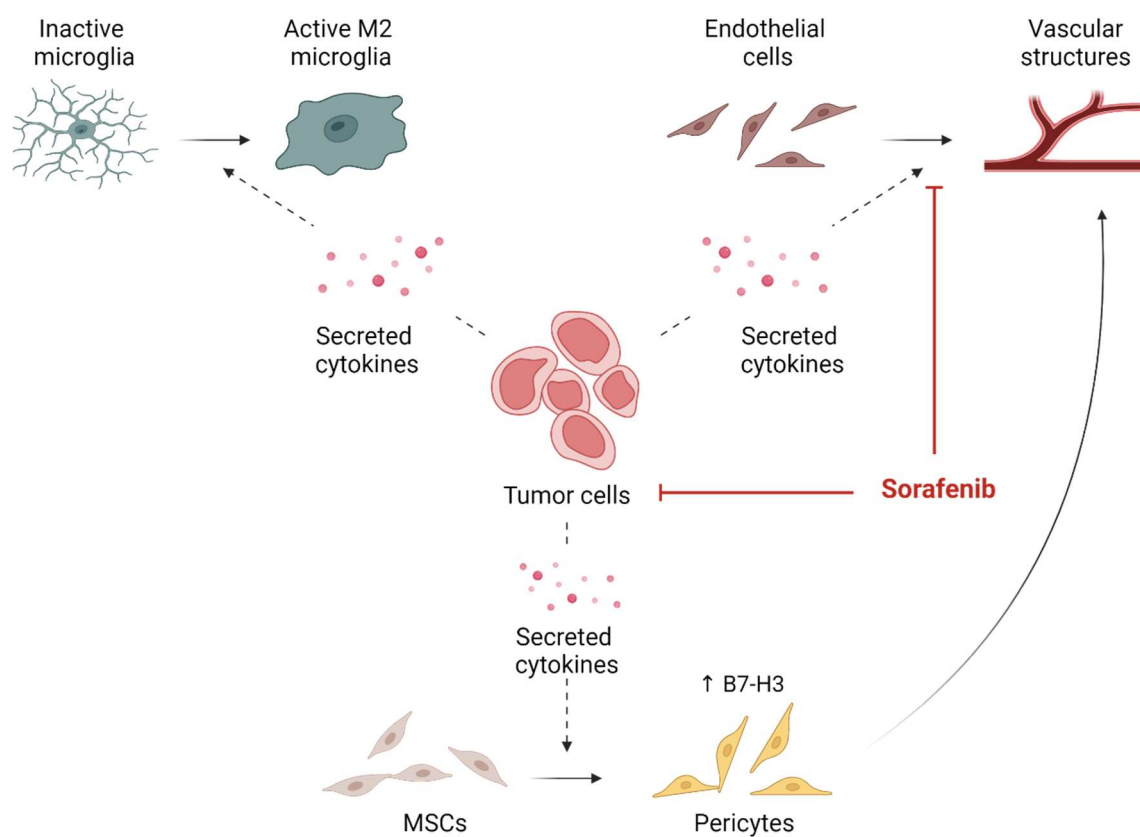 Inactive
microglia
Active M2
microglia
Endothelial
cells
Vascular
structures
Secreted
cytokines
Secreted
cytokines
Tumor cells
Sorafenib
Secreted
cytokines
↑ B7-H3
MSCs
Pericytes